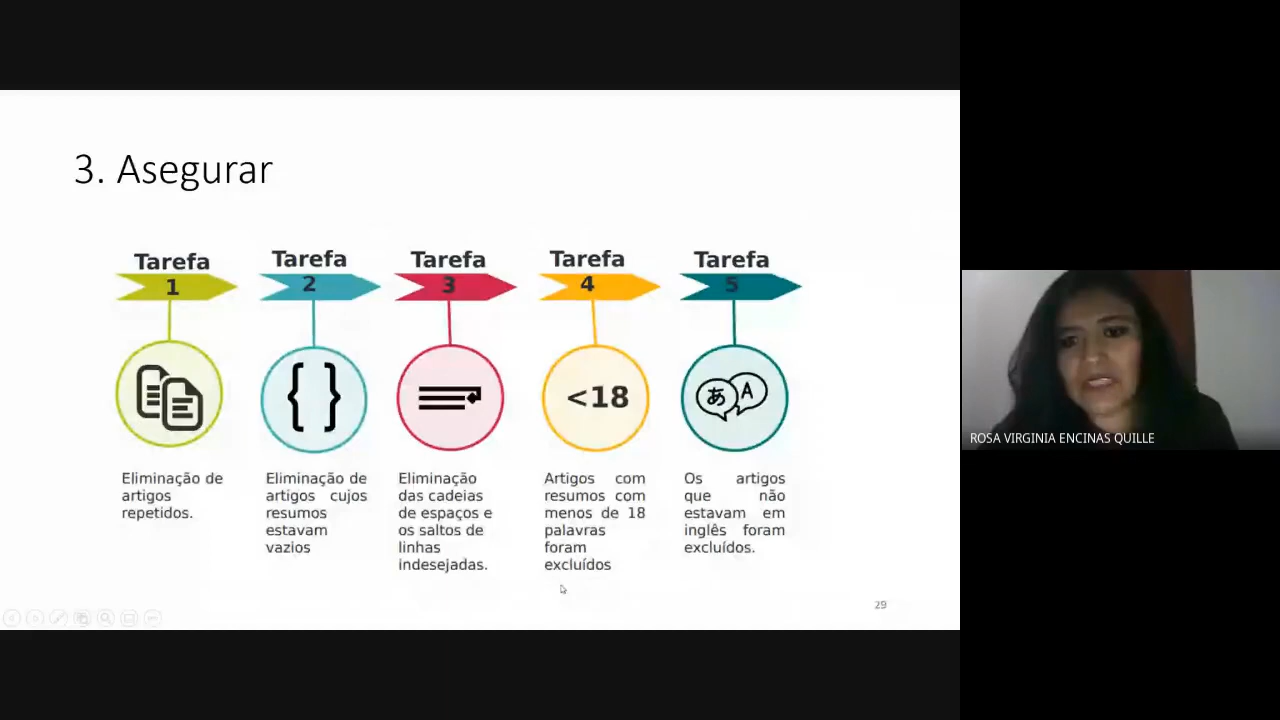 3. Asegurar
Tarefa
1
Tarefa
2
Tarefa
3
Tarefa
4
Tarefa
5
{ }
<18
あ A
Eliminação de
artigos
repetidos.
Eliminação de
artigos cujos
resumos
estavam
vazios
Eliminação
das cadeias
de espaços e
os saltos de
linhas
indesejadas.
Artigos com
resumos com
menos de 18
palavras
foram
excluídos
Os artigos
que não
estavam em
inglês foram
excluídos.
29
ROSA VIRGINIA ENCINAS QUILLE